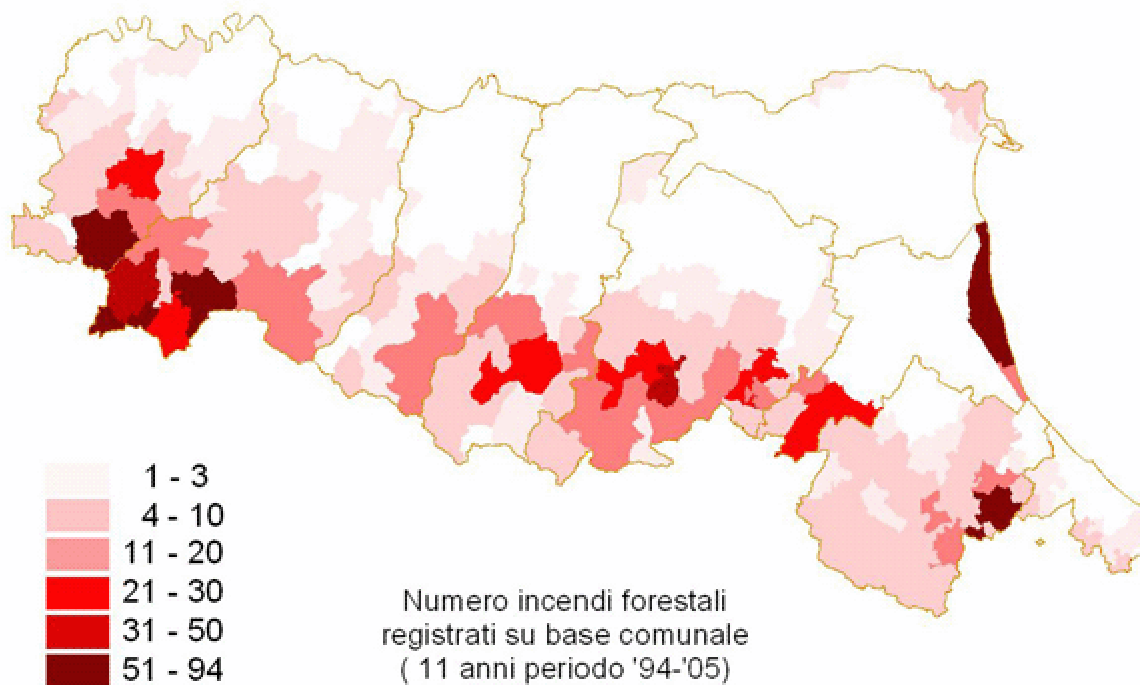 1 - 3
4 - 10
11 - 20
21 - 30
31 - 50
51 - 94
Numero incendi forestali
registrati su base comunale
( 11 anni periodo '94-'05)